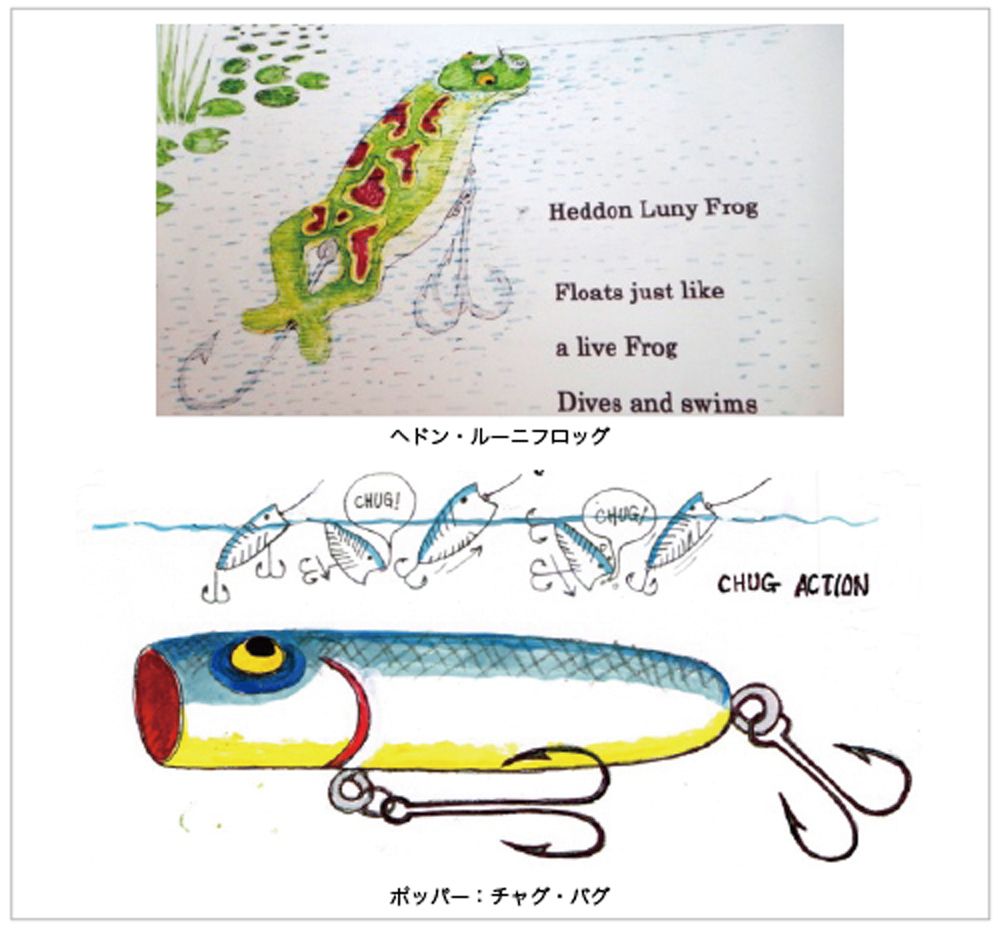 Heddon Luny Frog
Floats just like
a live Frog
Dives and swims
ヘドン・ルーニフロッグ
CHUG!
CHUG!
CHUG ACTION
ポッパー：チャグ・バグ